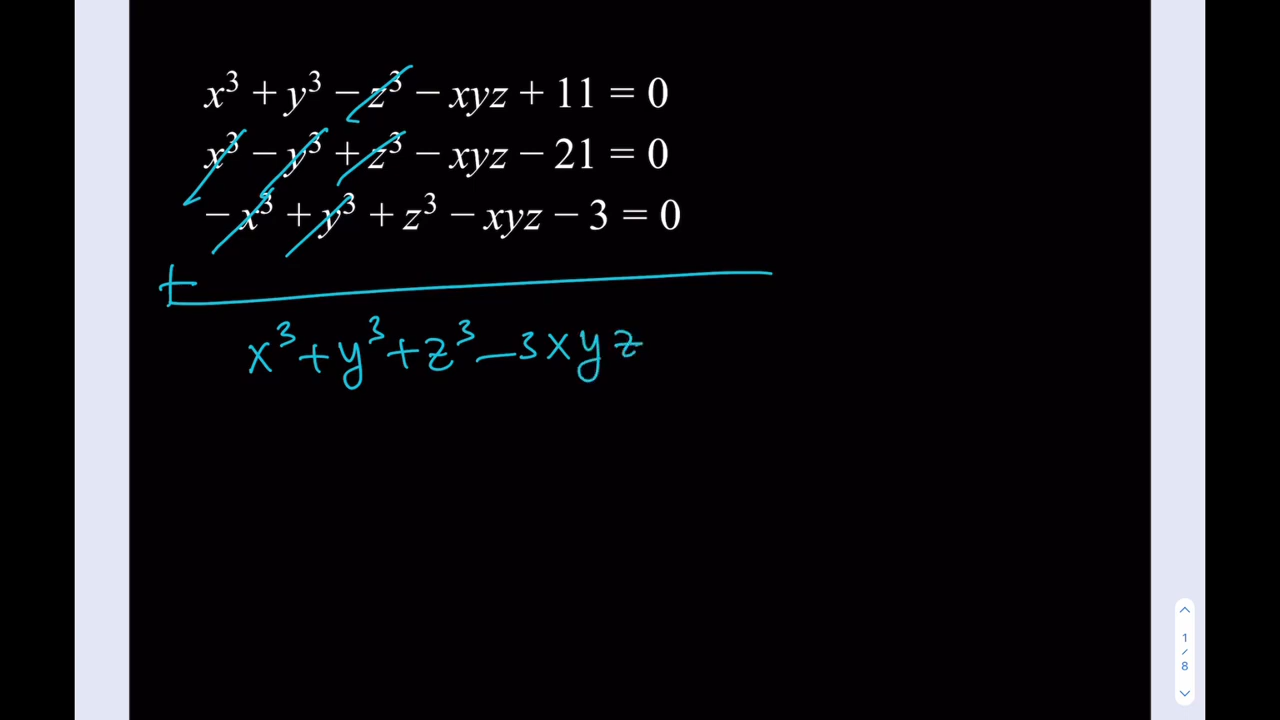 x³ + y³ − z³ − xyz + 11 = 0
x³ − y³ + z³ − xyz − 21 = 0
− x³ + y³ + z³ − xyz − 3 = 0
+
x³ + y³ + z³ − 3xyz
1
/
8